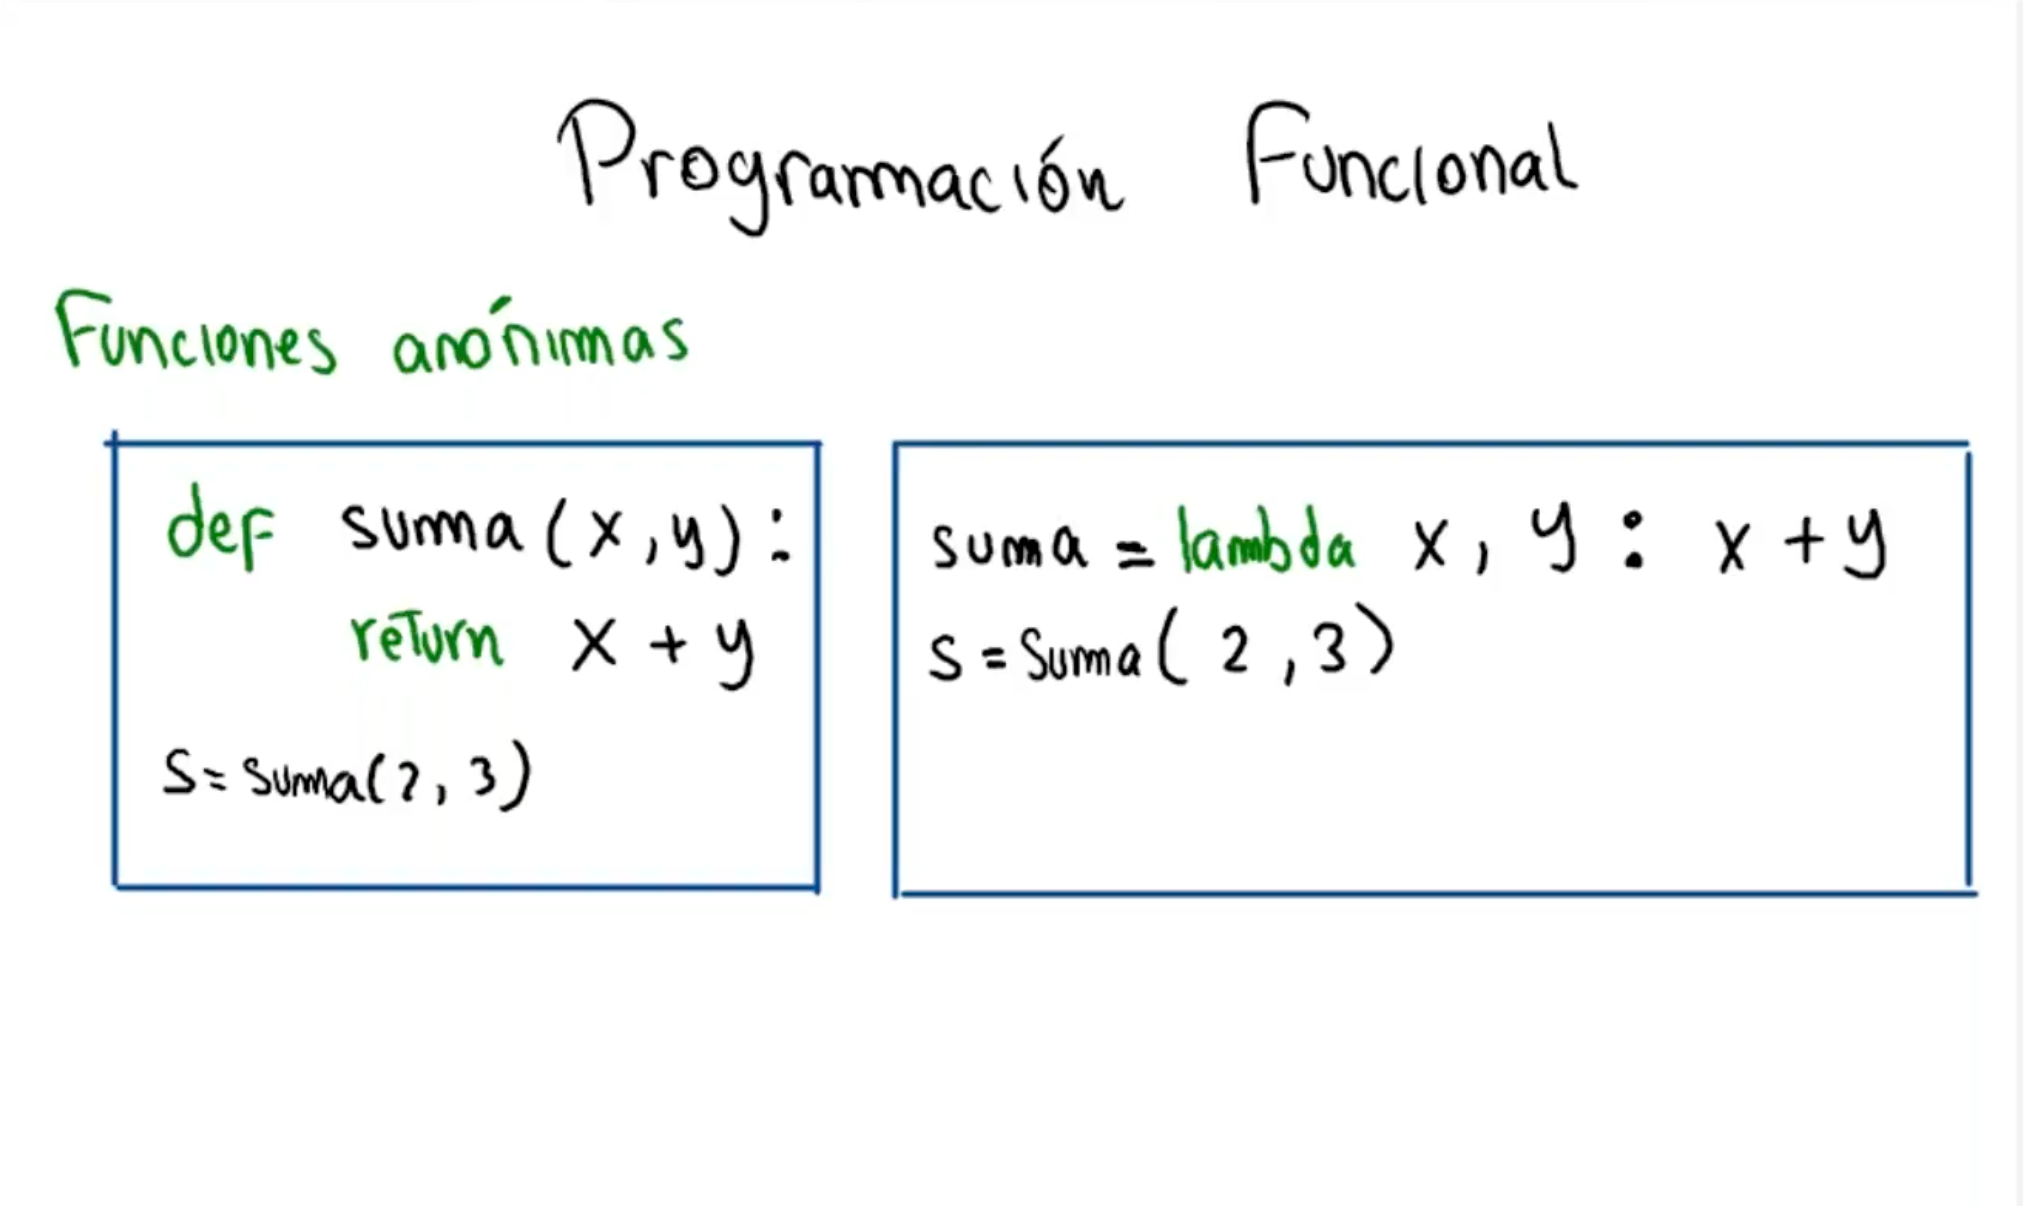 Programación Funcional
Funciones anónimas
def suma (x, y):
return x + y
s = suma(2, 3)
suma = lambda x, y : x + y
s = suma( 2 , 3)